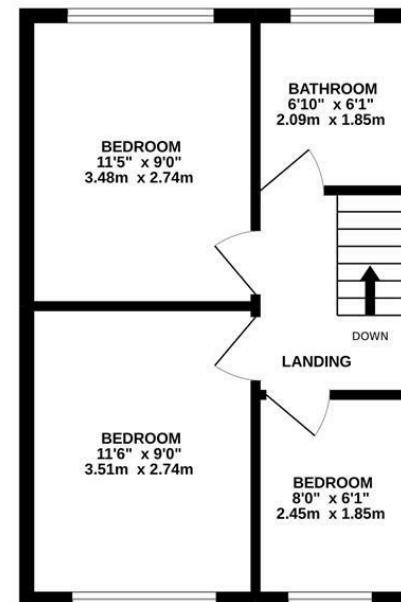 BATHROOM
6'10" x 6'1"
2.09m x 1.85m
BEDROOM
11'5" x 9'0"
3.48m x 2.74m
DOWN
LANDING
BEDROOM
11'6" x 9'0"
3.51m x 2.74m
BEDROOM
8'0" x 6'1"
2.45m x 1.85m